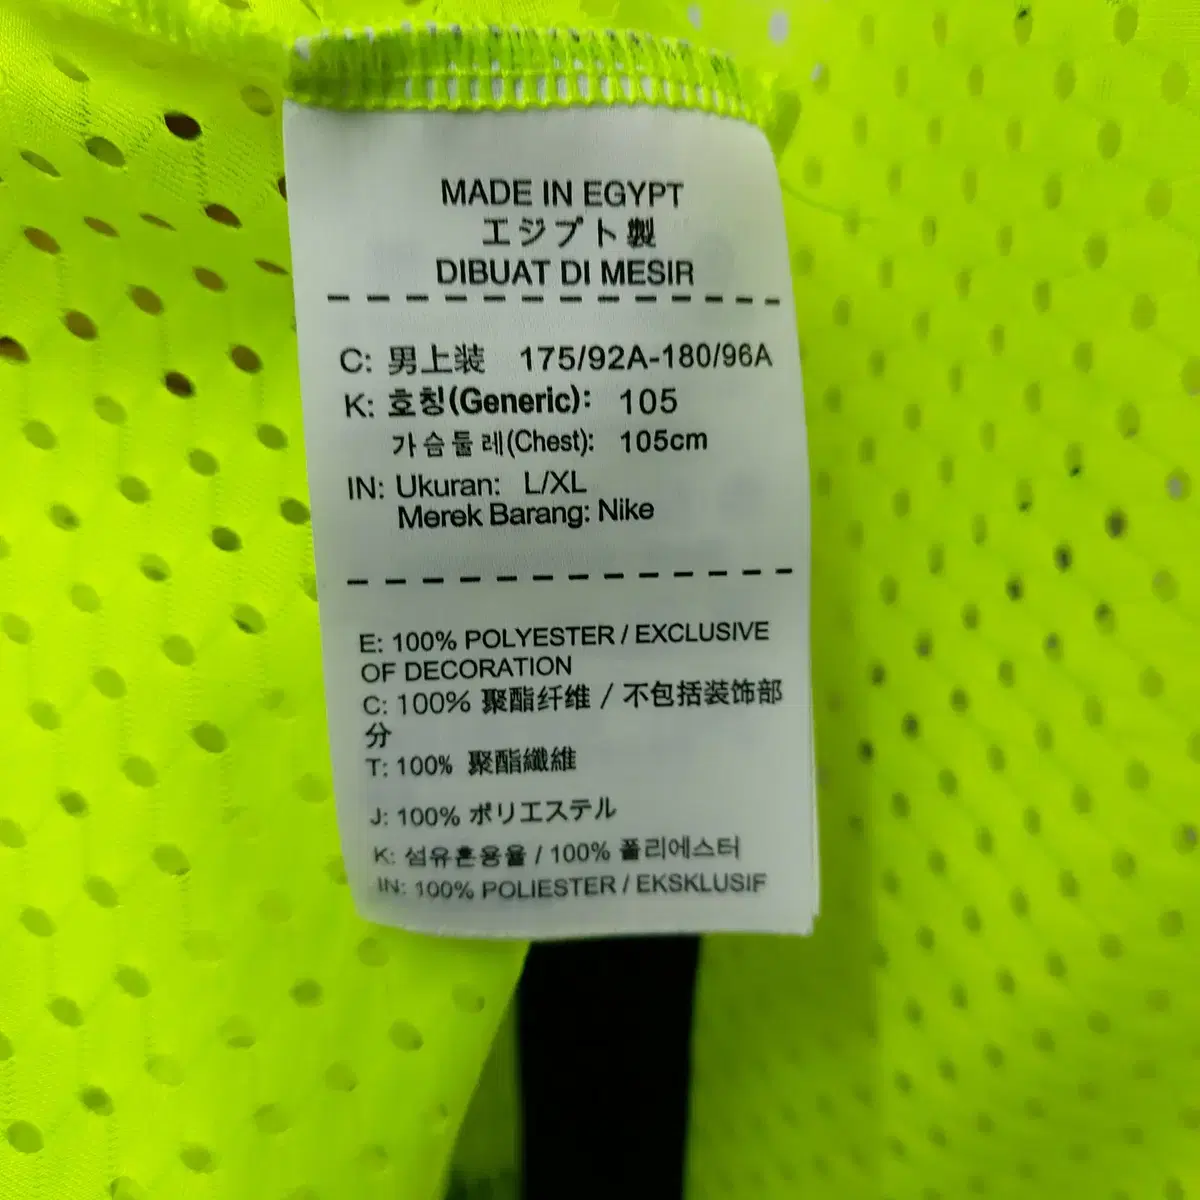 MADE IN EGYPT
エジプト製
DIBUAT DI MESIR
C: 男上装 175/92A-180/96A
K: 호칭(Generic): 105
가슴둘레(Chest): 105cm
IN: Ukuran: L/XL
Merek Barang: Nike
E: 100% POLYESTER / EXCLUSIVE
OF DECORATION
C: 100% 聚酯纤维 / 不包括装饰部
分
T: 100% 聚酯纖維
J: 100% ポリエステル
K: 섬유혼용율 / 100% 폴리에스터
IN: 100% POLIESTER / EKSKLUSIF